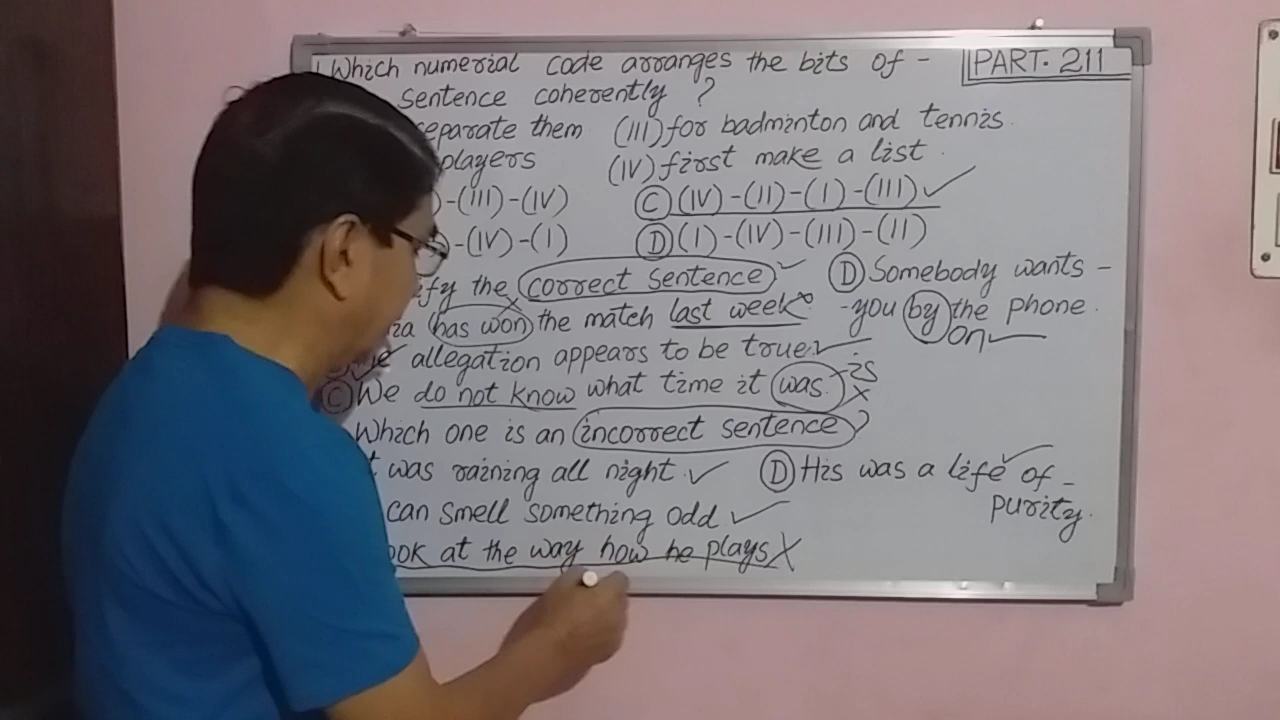 Which numerial code arranges the bits of - PART. 211
sentence coherently ?
separate them (III) for badminton and tennis.
players (IV) first make a list.
-(III)-(IV) (C) (IV)-(II)-(I)-(III) ✓
-(IV)-(I) (D) (I)-(IV)-(III)-(II)
the correct sentence ✓ (D) Somebody wants -
has won the match last week x -you by the phone.
x on ✓
allegation appears to be true. ✓
(C) We do not know what time it was. is x
Which one is an incorrect sentence ?
was raining all night. ✓ (D) His was a life of - ✓
can smell something odd ✓ purity.
at the way how he plays X